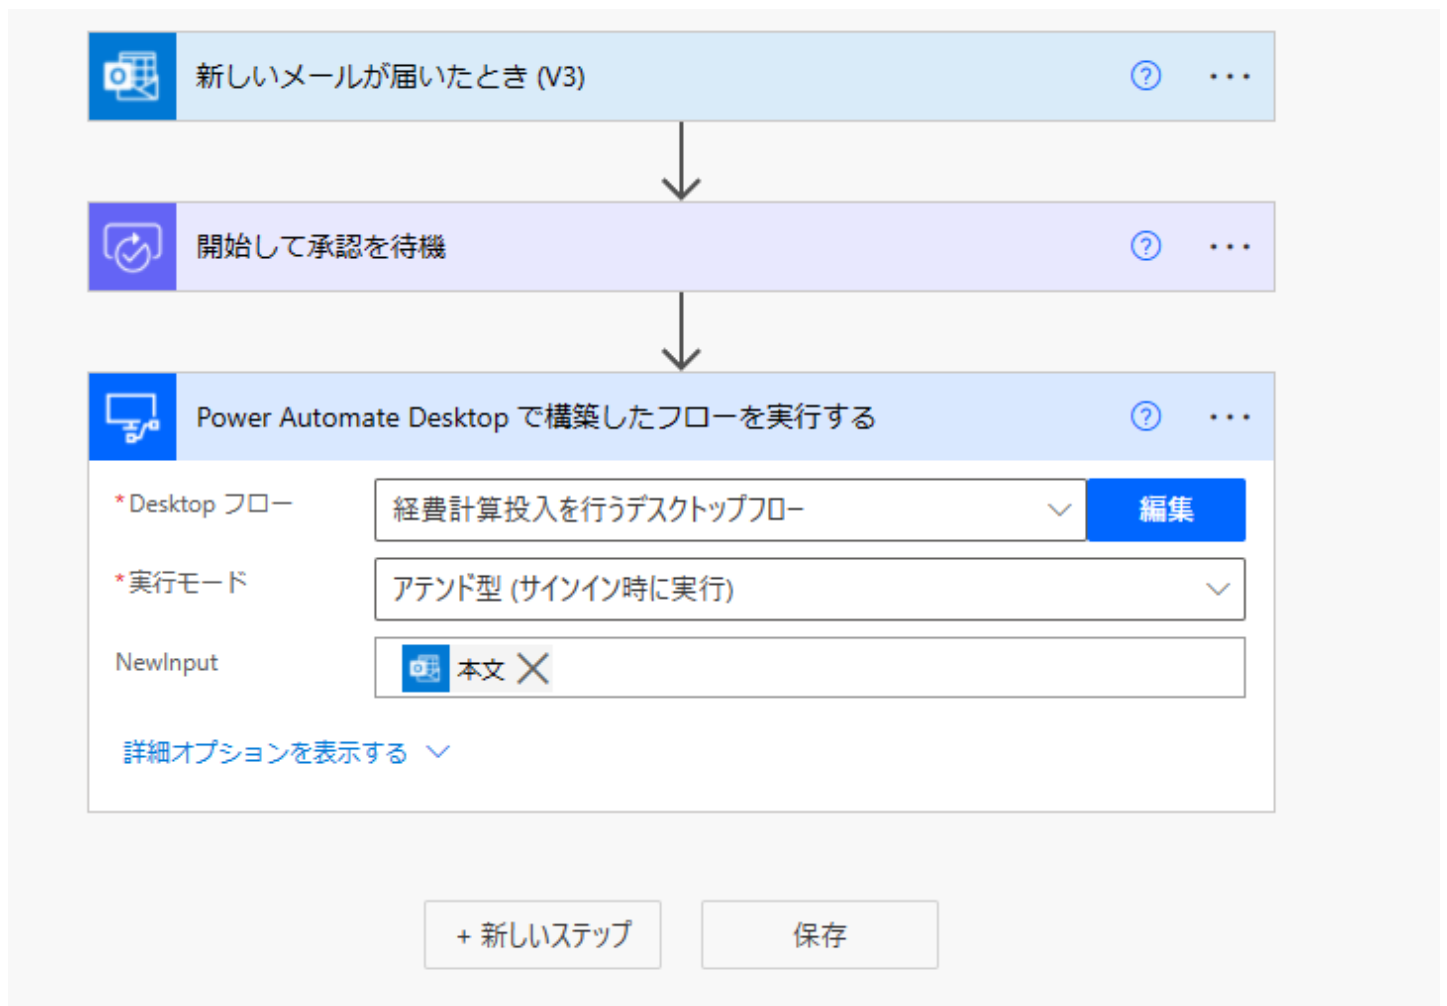 新しいメールが届いたとき (V3)
開始して承認を待機
Power Automate Desktop で構築したフローを実行する
*Desktop フロー
経費計算投入を行うデスクトップフロー
編集
*実行モード
アテンド型 (サインイン時に実行)
NewInput
本文
詳細オプションを表示する
+ 新しいステップ
保存